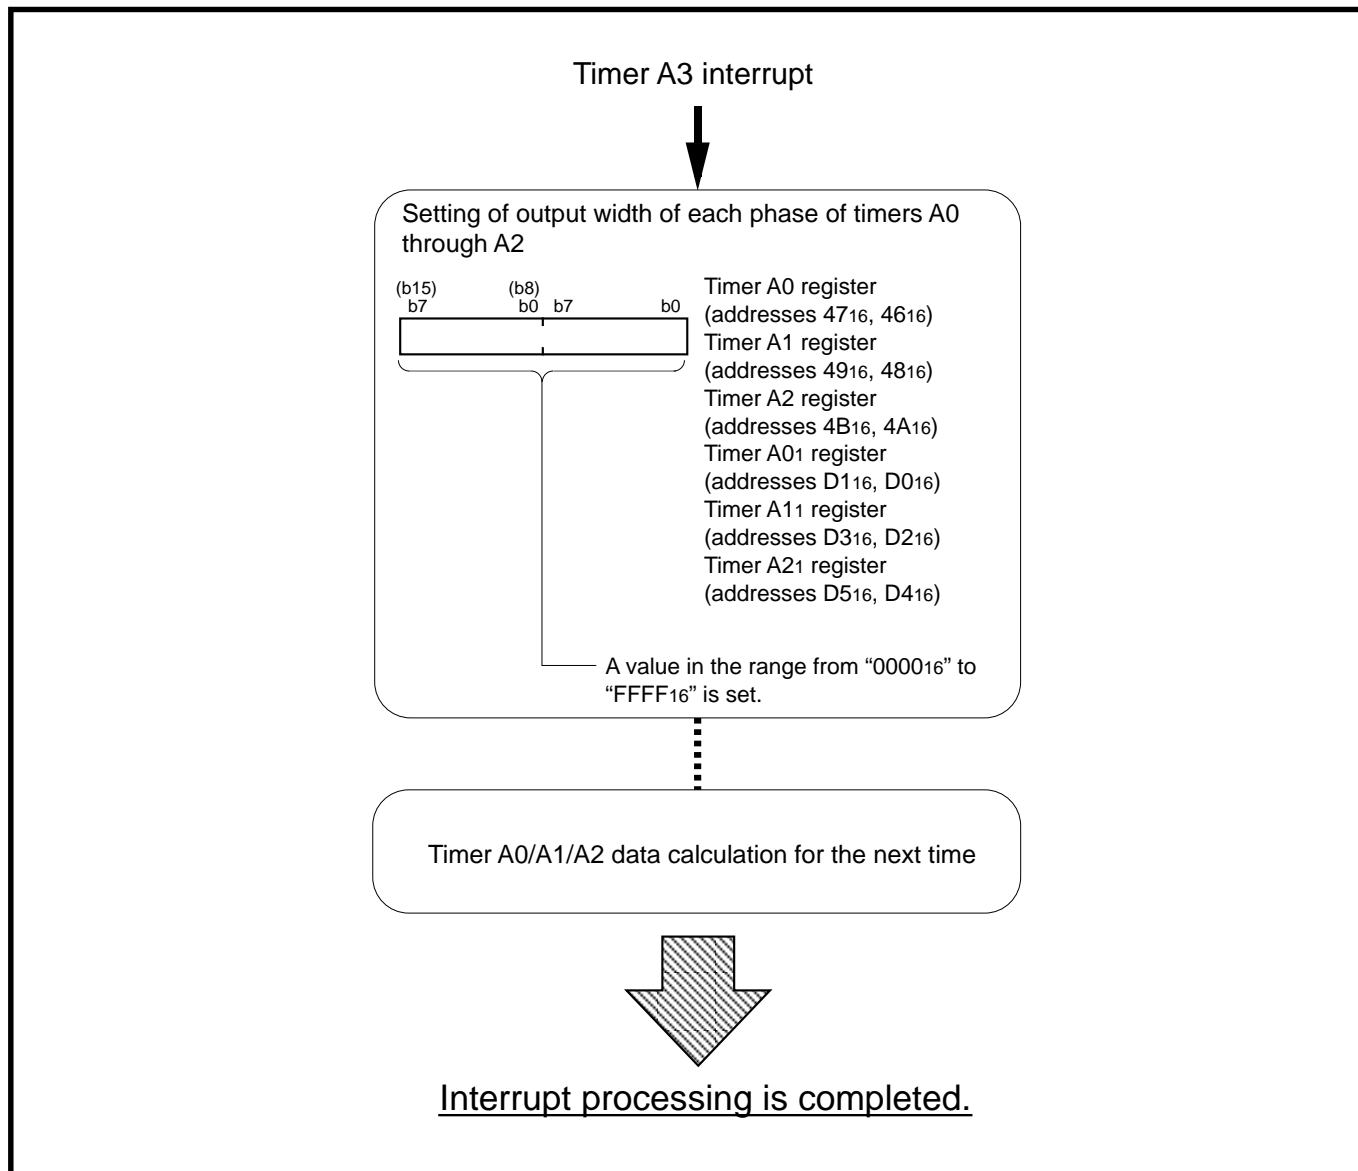 Timer A3 interrupt
Setting of output width of each phase of timers A0
through A2
(b15) (b8)
b7 b0 b7 b0
Timer A0 register
(addresses 4716, 4616)
Timer A1 register
(addresses 4916, 4816)
Timer A2 register
(addresses 4B16, 4A16)
Timer A01 register
(addresses D116, D016)
Timer A11 register
(addresses D316, D216)
Timer A21 register
(addresses D516, D416)
A value in the range from “000016” to
“FFFF16” is set.
Timer A0/A1/A2 data calculation for the next time
Interrupt processing is completed.